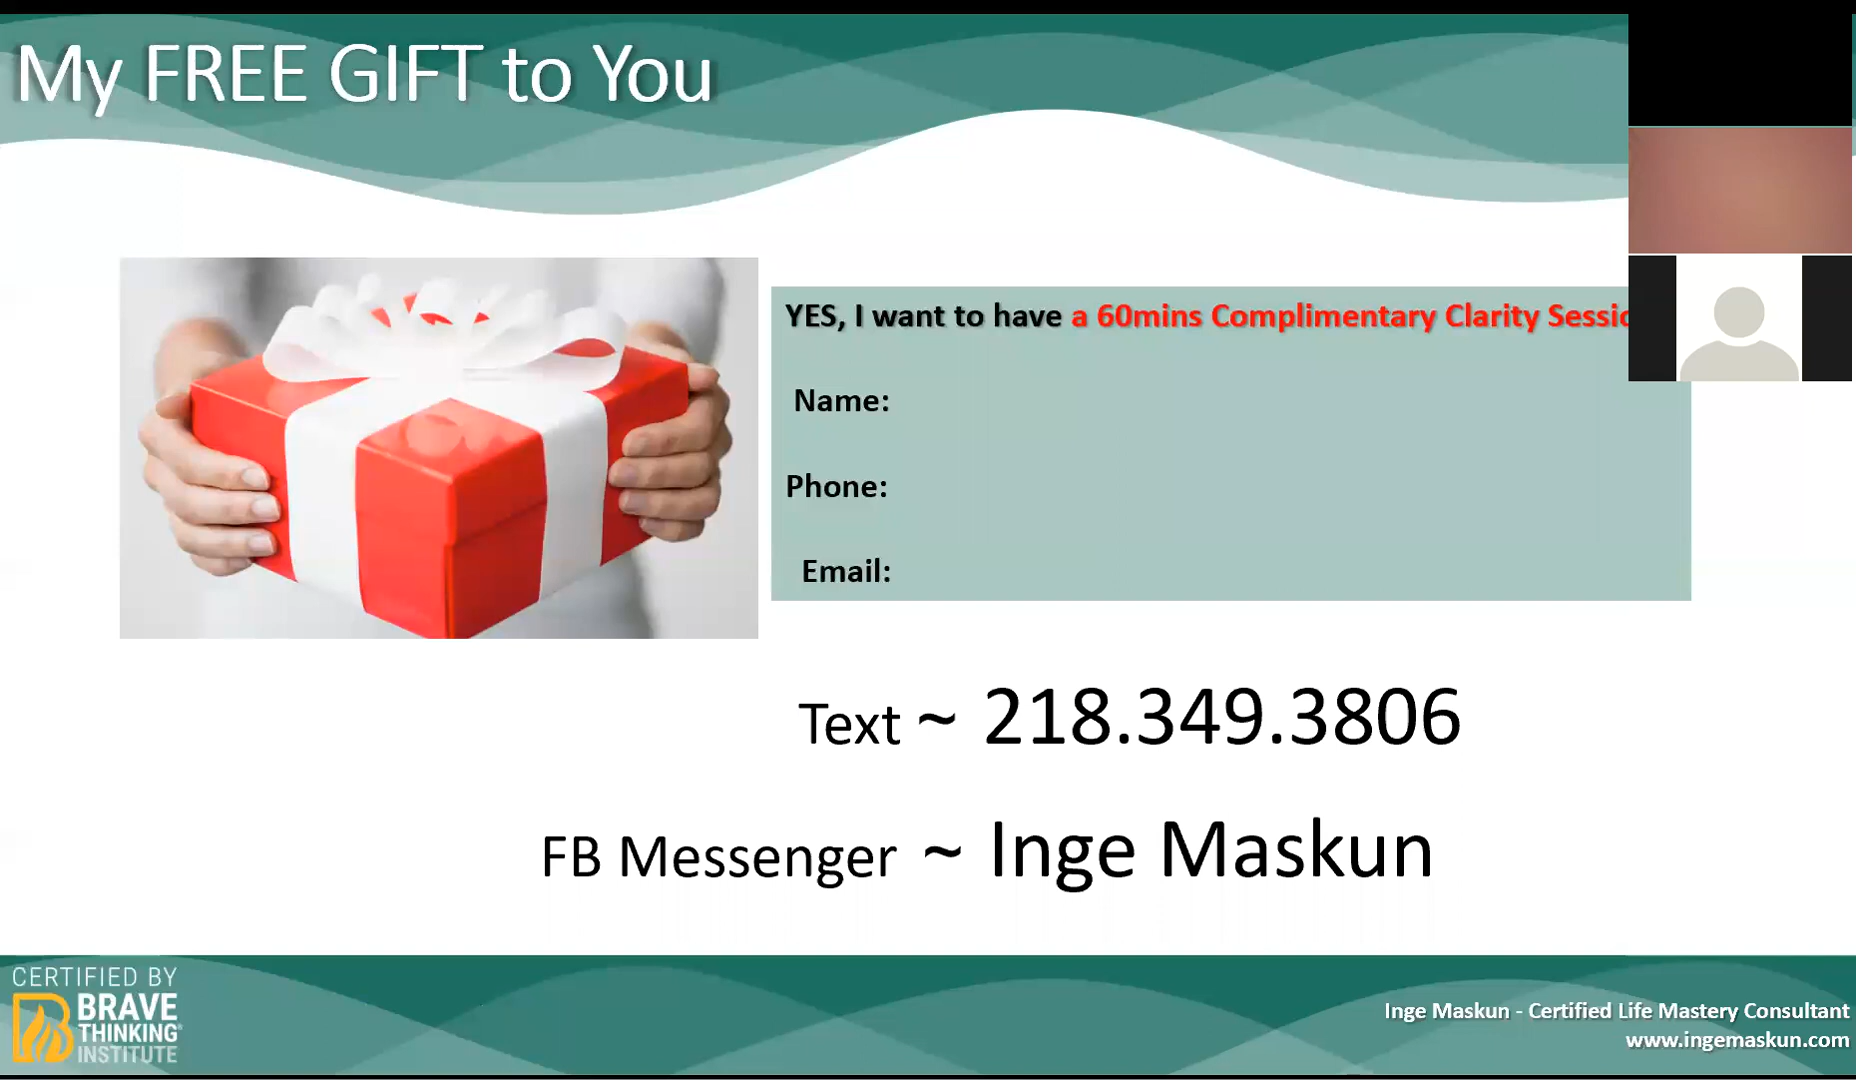 My FREE GIFT to You
YES, I want to have a 60mins Complimentary Clarity
Name:
Phone:
Email:
Text ~ 218.349.3806
FB Messenger ~ Inge Maskun
CERTIFIED BY
BRAVE
THINKING®
INSTITUTE
Inge Maskun - Certified Life Mastery Consultant
www.ingemaskun.com